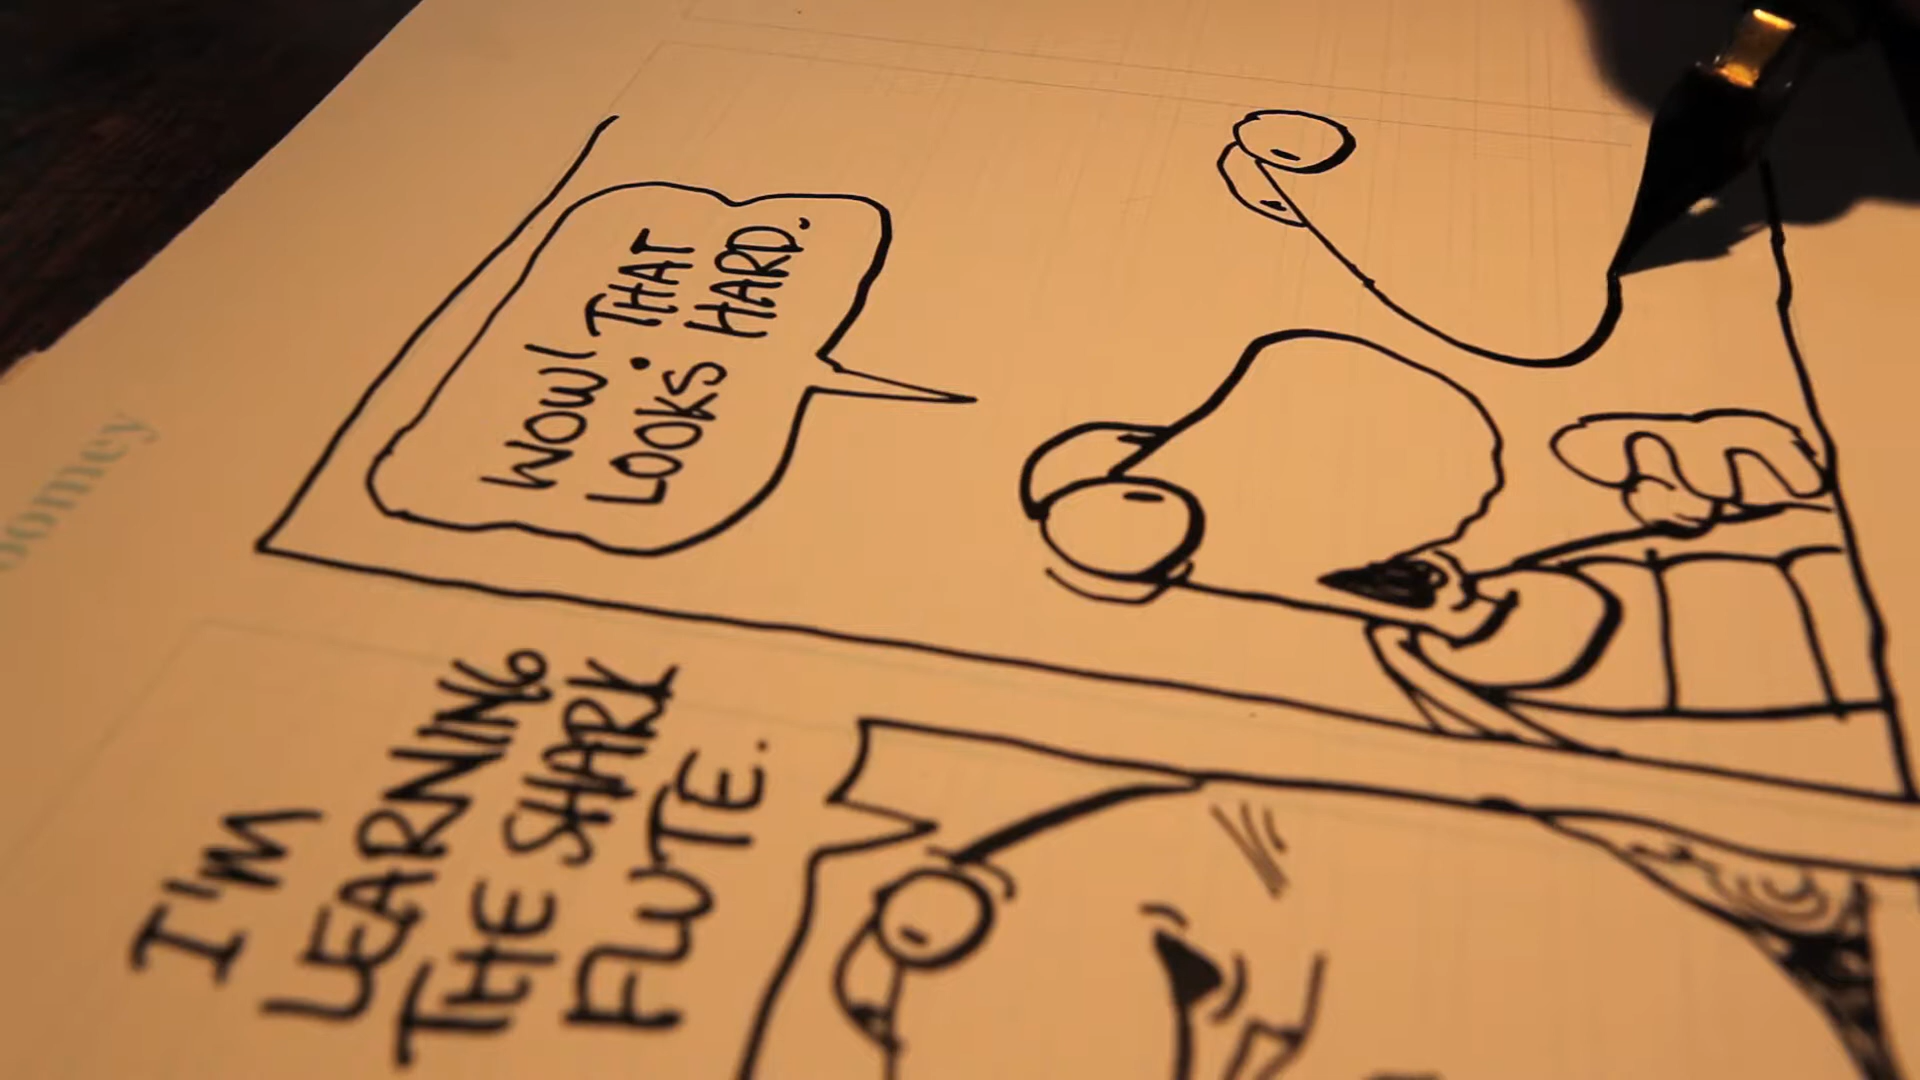 I'M
LEARNING
THE SHARK
FLUTE.
WOW! THAT
LOOKS HARD.